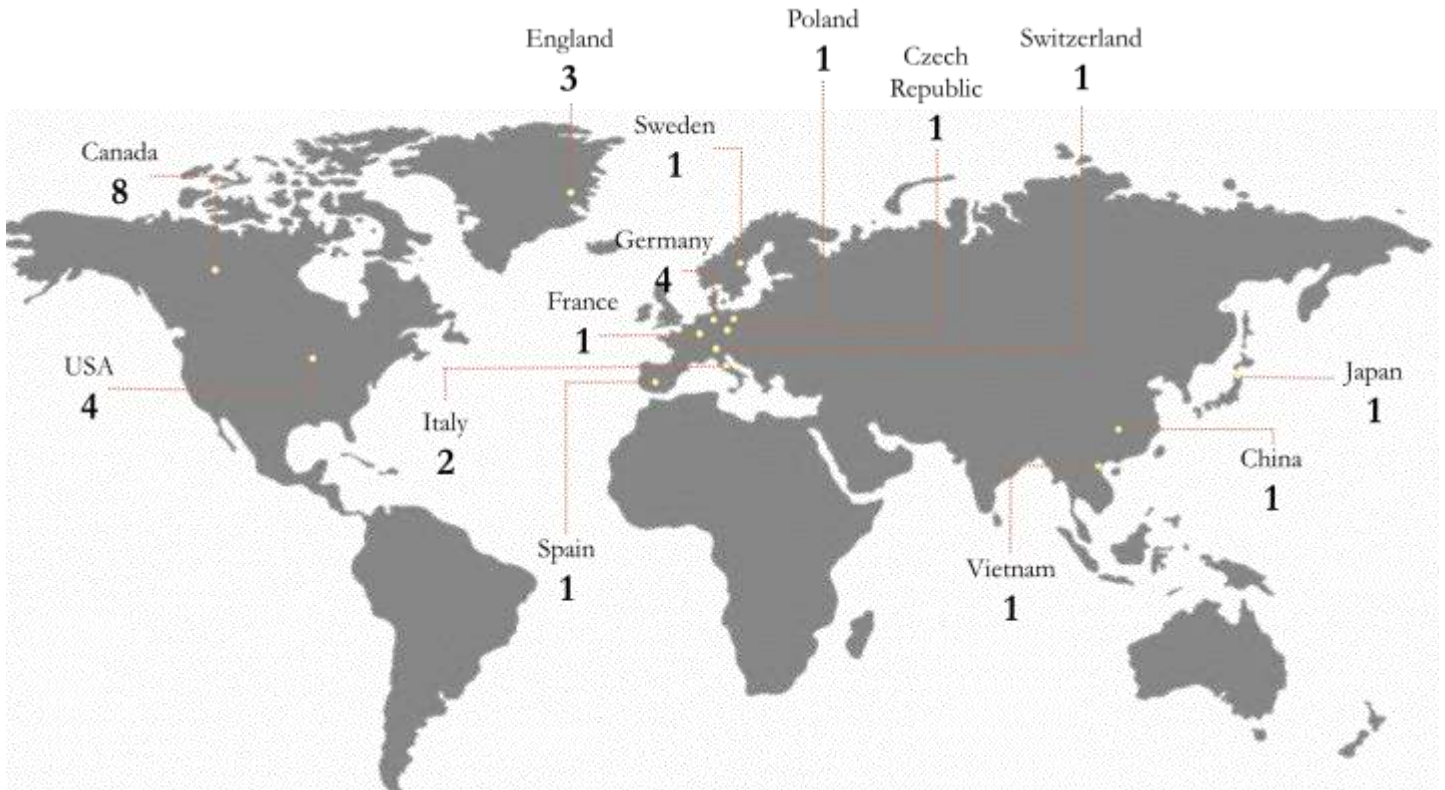 Poland
1
England
3
Switzerland
1
Czech
Republic
1
Sweden
1
Canada
8
Germany
4
France
1
USA
4
Italy
2
Japan
1
China
1
Spain
1
Vietnam
1